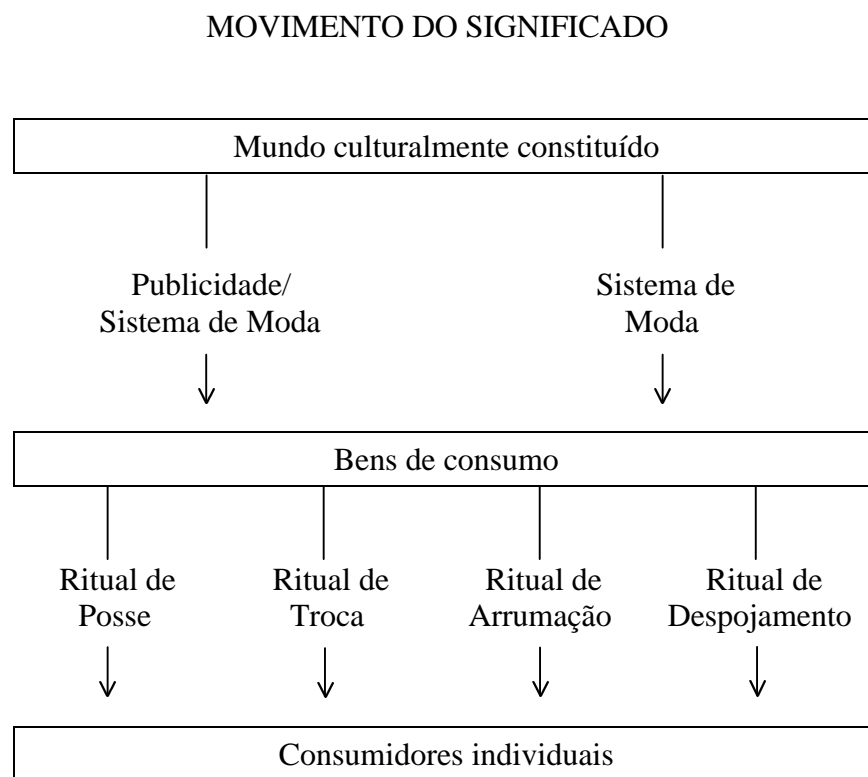 MOVIMENTO DO SIGNIFICADO
Mundo culturalmente constituído
Publicidade/
Sistema de Moda
Sistema de
Moda
Bens de consumo
Ritual de
Posse
Ritual de
Troca
Ritual de
Arrumação
Ritual de
Despojamento
Consumidores individuais